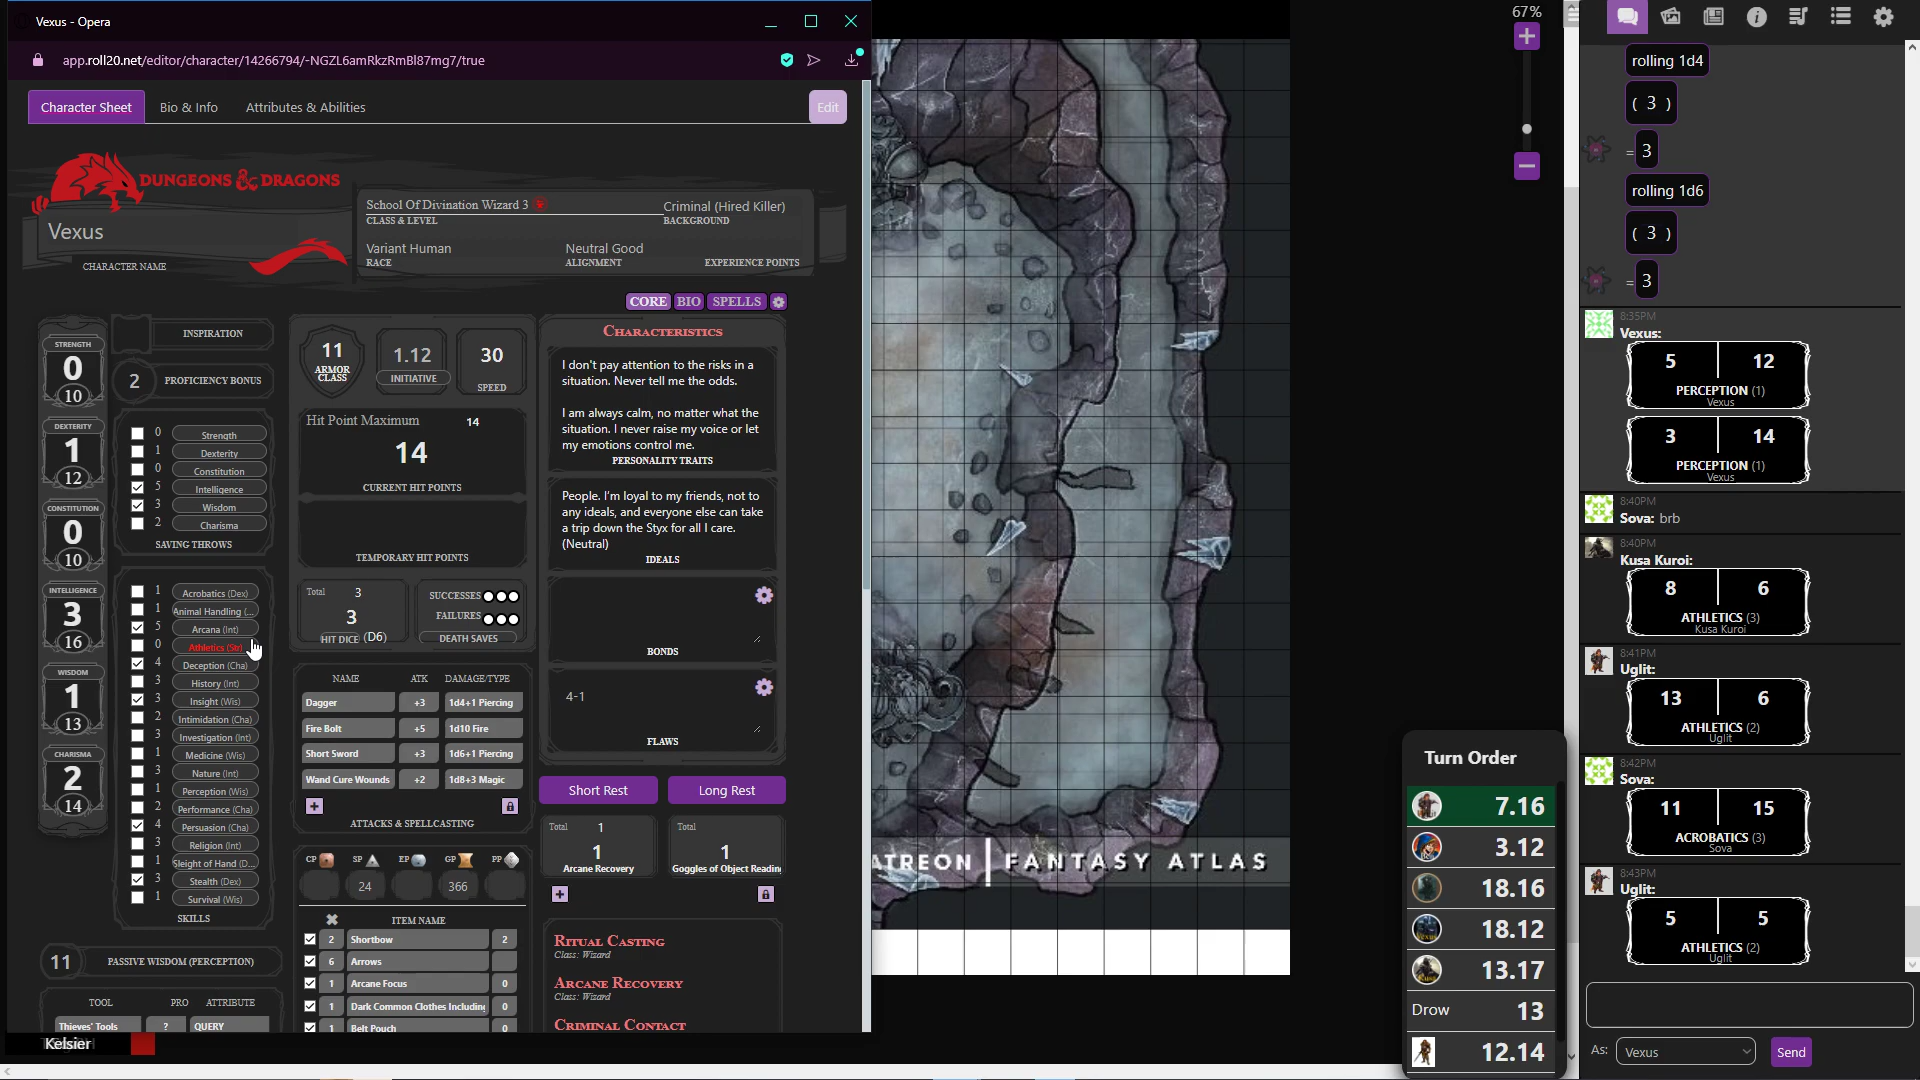 Vexus - Opera
app.roll20.net/editor/character/14266794/-NGZL6amRkzRmBl87mg7/true
Character Sheet
Bio & Info
Attributes & Abilities
Edit
DUNGEONS & DRAGONS
Vexus
CHARACTER NAME
School Of Divination Wizard 3
CLASS & LEVEL
Criminal (Hired Killer)
BACKGROUND
Variant Human
RACE
Neutral Good
ALIGNMENT
EXPERIENCE POINTS
CORE
BIO
SPELLS
STRENGTH
0
10
DEXTERITY
1
12
CONSTITUTION
0
10
INTELLIGENCE
3
16
WISDOM
1
13
CHARISMA
2
14
INSPIRATION
2
PROFICIENCY BONUS
0 Strength
1 Dexterity
0 Constitution
5 Intelligence
3 Wisdom
2 Charisma
SAVING THROWS
1 Acrobatics (Dex)
1 Animal Handling (...
5 Arcana (Int)
0 Athletics (Str)
4 Deception (Cha)
3 History (Int)
3 Insight (Wis)
2 Intimidation (Cha)
3 Investigation (Int)
1 Medicine (Wis)
3 Nature (Int)
1 Perception (Wis)
2 Performance (Cha)
4 Persuasion (Cha)
3 Religion (Int)
1 Sleight of Hand (D...
3 Stealth (Dex)
1 Survival (Wis)
SKILLS
11
PASSIVE WISDOM (PERCEPTION)
TOOL PRO ATTRIBUTE
Thieves' Tools ? QUERY
Kelsier
11
ARMOR
CLASS
1.12
INITIATIVE
30
SPEED
Hit Point Maximum 14
14
CURRENT HIT POINTS
TEMPORARY HIT POINTS
Total 3
3
HIT DICE (D6)
SUCCESSES
FAILURES
DEATH SAVES
NAME ATK DAMAGE/TYPE
Dagger +3 1d4+1 Piercing
Fire Bolt +5 1d10 Fire
Short Sword +3 1d6+1 Piercing
Wand Cure Wounds +2 1d8+3 Magic
ATTACKS & SPELLCASTING
CP SP EP GP PP
24 366
ITEM NAME
2 Shortbow 2
6 Arrows
1 Arcane Focus 0
1 Dark Common Clothes Including 0
1 Belt Pouch 0
CHARACTERISTICS
I don't pay attention to the risks in a
situation. Never tell me the odds.
I am always calm, no matter what the
situation. I never raise my voice or let
my emotions control me.
PERSONALITY TRAITS
People. I'm loyal to my friends, not to
any ideals, and everyone else can take
a trip down the Styx for all I care.
(Neutral)
IDEALS
BONDS
4-1
FLAWS
Short Rest
Long Rest
Total 1
1
Arcane Recovery
Total
1
Goggles of Object Reading
RITUAL CASTING
Class: Wizard
ARCANE RECOVERY
Class: Wizard
CRIMINAL CONTACT
ATREON | FANTASY ATLAS
67%
Turn Order
7.16
3.12
18.16
18.12
13.17
Drow 13
12.14
rolling 1d4
( 3 )
= 3
rolling 1d6
( 3 )
= 3
8:35PM
Vexus:
5 12
PERCEPTION (1)
Vexus
3 14
PERCEPTION (1)
Vexus
8:40PM
Sova: brb
8:40PM
Kusa Kuroi:
8 6
ATHLETICS (3)
Kusa Kuroi
8:41PM
Uglit:
13 6
ATHLETICS (2)
Uglit
8:42PM
Sova:
11 15
ACROBATICS (3)
Sova
8:43PM
Uglit:
5 5
ATHLETICS (2)
Uglit
As: Vexus
Send